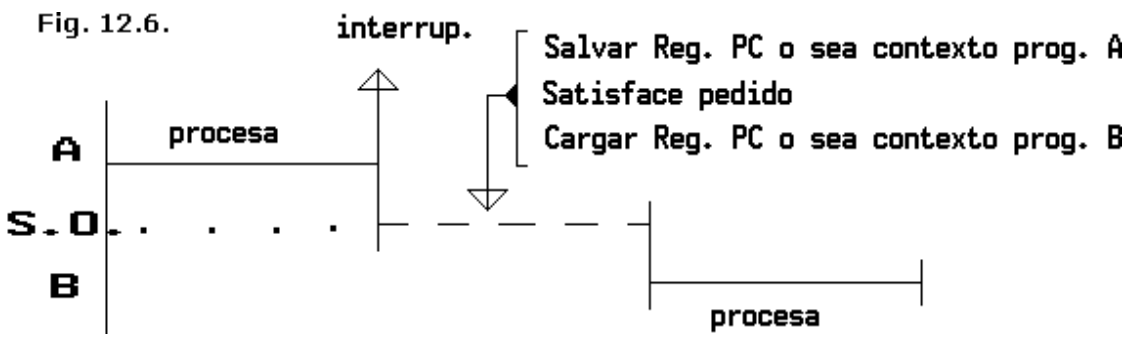 Fig. 12.6.
interrup.
Salvar Reg. PC o sea contexto prog. A
Satisface pedido
Cargar Reg. PC o sea contexto prog. B
procesa
A
S.O.
B
procesa